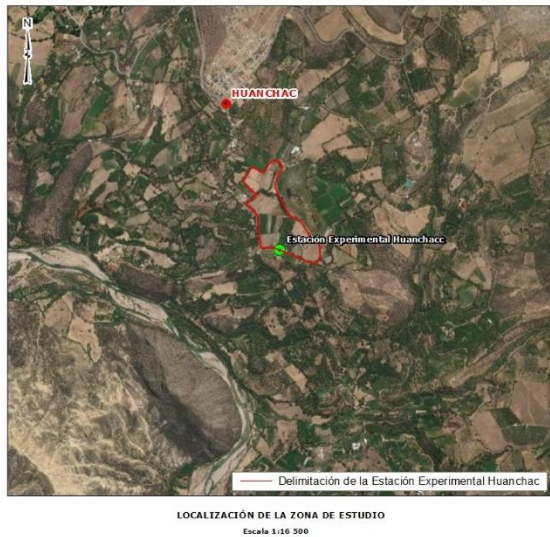 N
HUANCHAC
Estación Experimental Huanchacc
Delimitación de la Estación Experimental Huanchac
LOCALIZACIÓN DE LA ZONA DE ESTUDIO
Escala 1:16 500